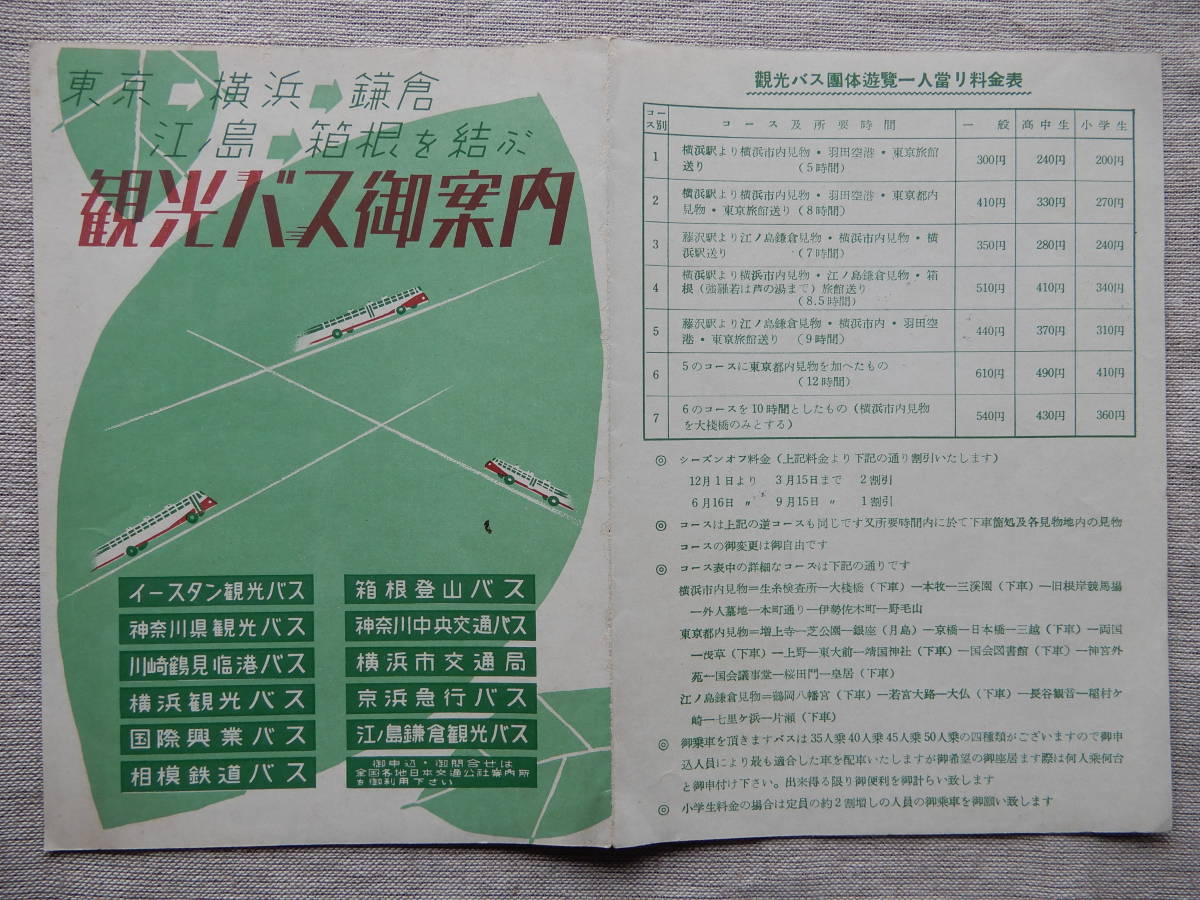 東京➡横浜➡鎌倉
江ノ島➡箱根を結ぶ
観光バス御案内
イースタン観光バス
神奈川県観光バス
川崎鶴見臨港バス
横浜観光バス
国際興業バス
相模鉄道バス
箱根登山バス
神奈川中央交通バス
横浜市交通局
京浜急行バス
江ノ島鎌倉観光バス
御申込・御問合せは
全国各地日本交通公社案内所
を御利用下さい
観光バス團体遊覽一人當リ料金表
コース別 コース及所要時間 一般 高中生 小学生
1 横浜駅より横浜市内見物・羽田空港・東京旅館
送り (5時間) 300円 240円 200円
2 横浜駅より横浜市内見物・羽田空港・東京都内
見物・東京旅館送り (8時間) 410円 330円 270円
3 藤沢駅より江ノ島鎌倉見物・横浜市内見物・横
浜駅送り (7時間) 350円 280円 240円
4 横浜駅より横浜市内見物・江ノ島鎌倉見物・箱
根(強羅若は芦の湯まで)旅館送り
(8.5時間) 510円 410円 340円
5 藤沢駅より江ノ島鎌倉見物・横浜市内・羽田空
港・東京旅館送り (9時間) 440円 370円 310円
6 5のコースに東京都内見物を加へたもの
(12時間) 610円 490円 410円
7 6のコースを10時間としたもの(横浜市内見物
を大棧橋のみとする) 540円 430円 360円
◎ シーズンオフ料金(上記料金より下記の通り割引いたします)
12月1日より 3月15日まで 2割引
6月16日 〃 9月15日 〃 1割引
◎ コースは上記の逆コースも同じです又所要時間内に於て下車箇処及各見物地内の見物
コースの御変更は御自由です
◎ コース表中の詳細なコースは下記の通りです
横浜市内見物=生糸検査所—大棧橋(下車)—本牧—三溪園(下車)—旧根岸競馬場
—外人墓地—本町通り—伊勢佐木町—野毛山
東京都内見物=増上寺—芝公園—銀座(月島)—京橋—日本橋—三越(下車)—両国
—浅草(下車)—上野—東大前—靖国神社(下車)—国会図書館(下車)—神宮外
苑—国会議事堂—桜田門—皇居(下車)
江ノ島鎌倉見物=鶴岡八幡宮(下車)—若宮大路—大仏(下車)—長谷観音—稲村ケ
崎—七里ケ浜—片瀬(下車)
◎ 御乗車を頂きますバスは35人乗40人乗45人乗50人乗の四種類がございますので御申
込人員により最も適合した車を配車いたしますが御希望の御座居ます際は何人乗何台
と御申付け下さい。出来得る限り御便利を御計らい致します
◎ 小学生料金の場合は定員の約2割増しの人員の御乗車を御願い致します